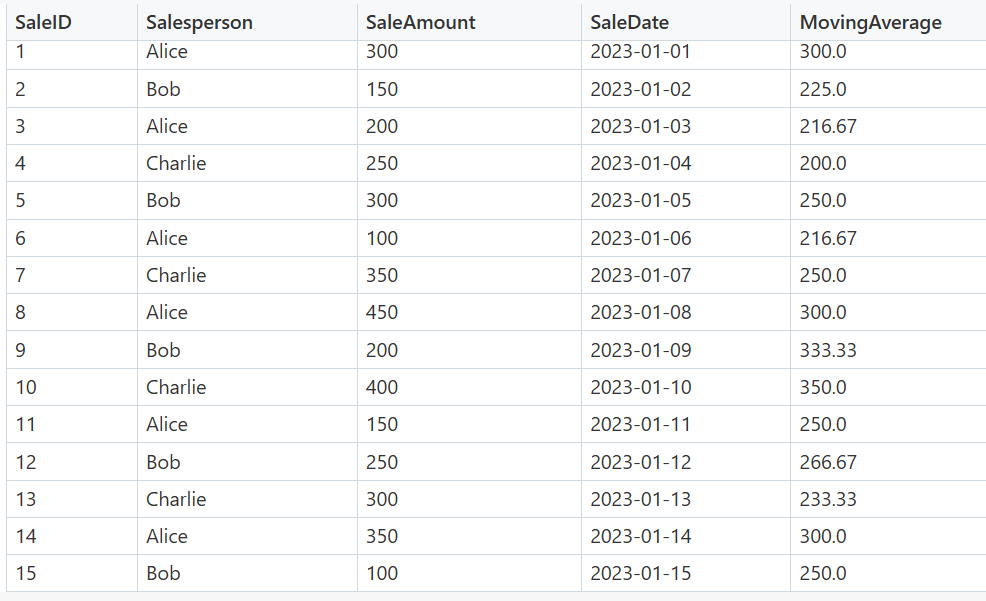 SaleID Salesperson SaleAmount SaleDate MovingAverage
1 Alice 300 2023-01-01 300.0
2 Bob 150 2023-01-02 225.0
3 Alice 200 2023-01-03 216.67
4 Charlie 250 2023-01-04 200.0
5 Bob 300 2023-01-05 250.0
6 Alice 100 2023-01-06 216.67
7 Charlie 350 2023-01-07 250.0
8 Alice 450 2023-01-08 300.0
9 Bob 200 2023-01-09 333.33
10 Charlie 400 2023-01-10 350.0
11 Alice 150 2023-01-11 250.0
12 Bob 250 2023-01-12 266.67
13 Charlie 300 2023-01-13 233.33
14 Alice 350 2023-01-14 300.0
15 Bob 100 2023-01-15 250.0